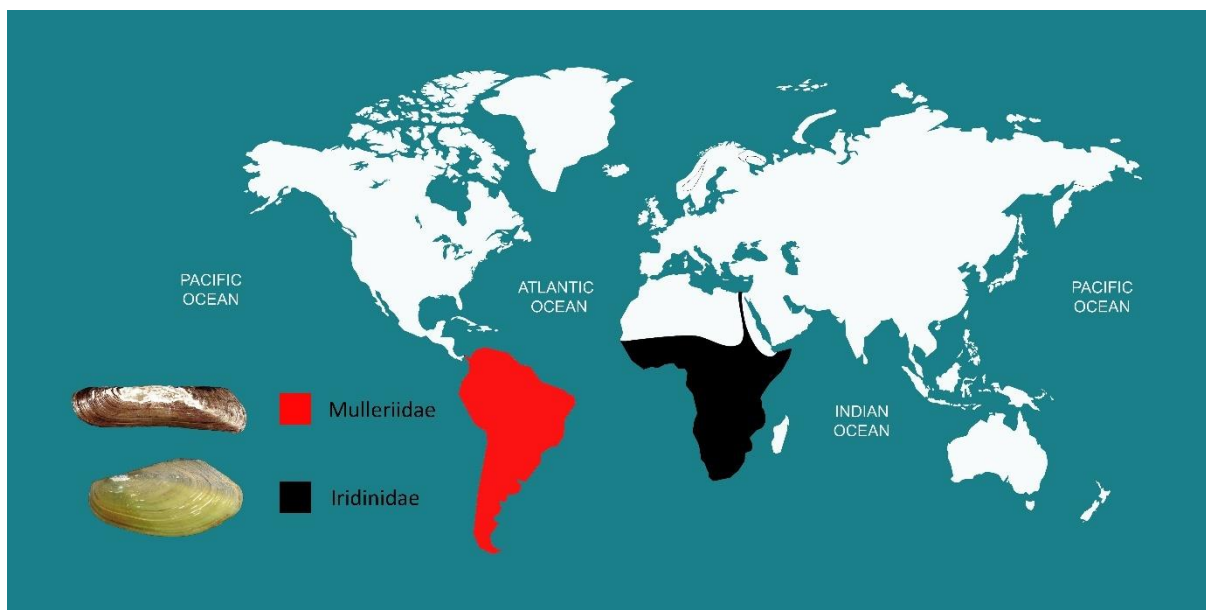 PACIFIC
OCEAN
ATLANTIC
OCEAN
PACIFIC
OCEAN
INDIAN
OCEAN
Mulleriidae
Iridinidae